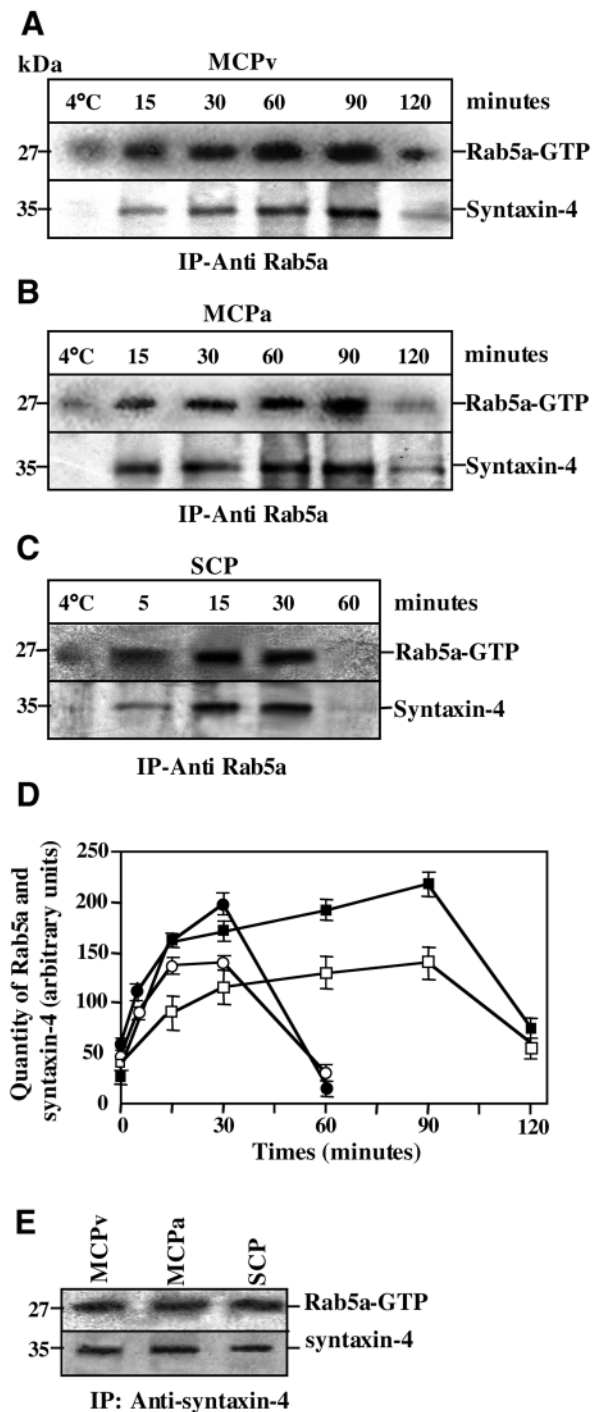 A
kDa MCPv
4°C 15 30 60 90 120 minutes
27 Rab5a-GTP
35 Syntaxin-4
IP-Anti Rab5a
B
MCPa
4°C 15 30 60 90 120 minutes
27 Rab5a-GTP
35 Syntaxin-4
IP-Anti Rab5a
C
SCP
4°C 5 15 30 60 minutes
27 Rab5a-GTP
35 Syntaxin-4
IP-Anti Rab5a
D
Quantity of Rab5a and
syntaxin-4 (arbitrary units)
250
200
150
100
50
0
0 30 60 90 120
Times (minutes)
E
MCPv MCPa SCP
27 Rab5a-GTP
35 syntaxin-4
IP: Anti-syntaxin-4